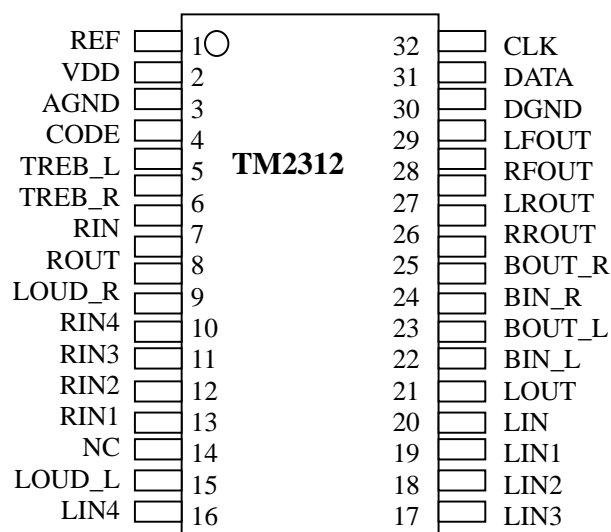 REF 1 32 CLK
VDD 2 31 DATA
AGND 3 30 DGND
CODE 4 29 LFOUT
TREB_L 5 TM2312 28 RFOUT
TREB_R 6 27 LROUT
RIN 7 26 RROUT
ROUT 8 25 BOUT_R
LOUD_R 9 24 BIN_R
RIN4 10 23 BOUT_L
RIN3 11 22 BIN_L
RIN2 12 21 LOUT
RIN1 13 20 LIN
NC 14 19 LIN1
LOUD_L 15 18 LIN2
LIN4 16 17 LIN3